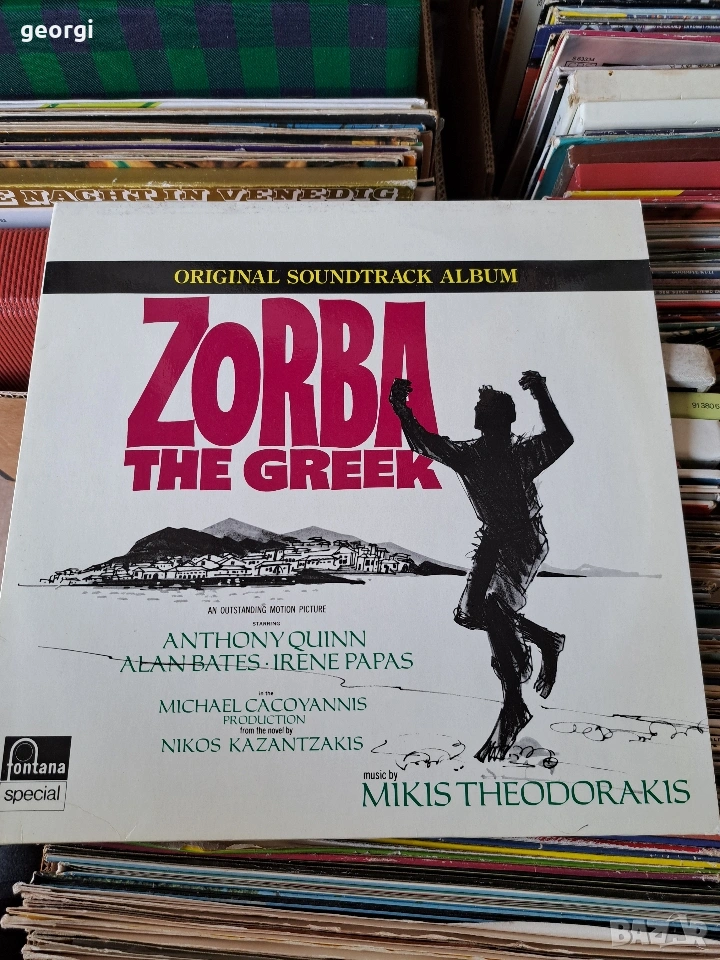 georgi
E NACHT IN VENEDIG
ORIGINAL SOUNDTRACK ALBUM
ZORBA
THE GREEK
AN OUTSTANDING MOTION PICTURE
STARRING
ANTHONY QUINN
ALAN BATES · IRENE PAPAS
in the
MICHAEL CACOYANNIS
PRODUCTION
from the novel by
NIKOS KAZANTZAKIS
music by
MIKIS THEODORAKIS
fontana
special
BAZAR